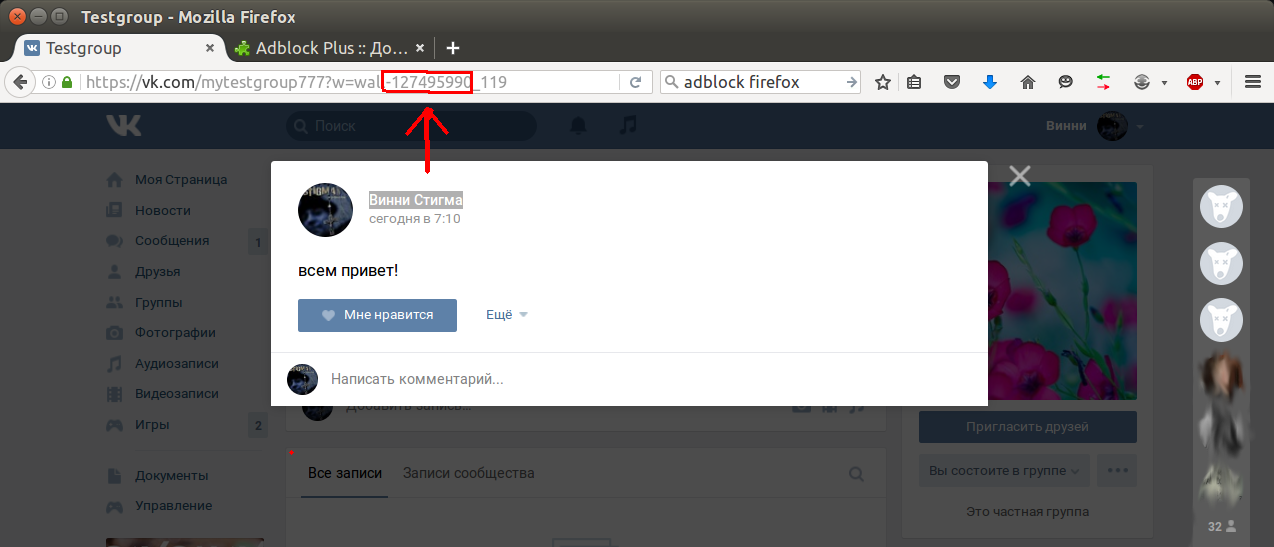 Testgroup - Mozilla Firefox
Testgroup
Adblock Plus :: До...
https://vk.com/mytestgroup777?w=wall-127495990_119
adblock firefox
ABP
Поиск
Винни
Моя Страница
Новости
Сообщения 1
Друзья
Группы
Фотографии
Аудиозаписи
Видеозаписи
Игры 2
Документы
Управление
Винни Стигма
сегодня в 7:10
всем привет!
Мне нравится
Ещё
Написать комментарий...
Добавить запись...
Все записи
Записи сообщества
Пригласить друзей
Вы состоите в группе
Это частная группа
32